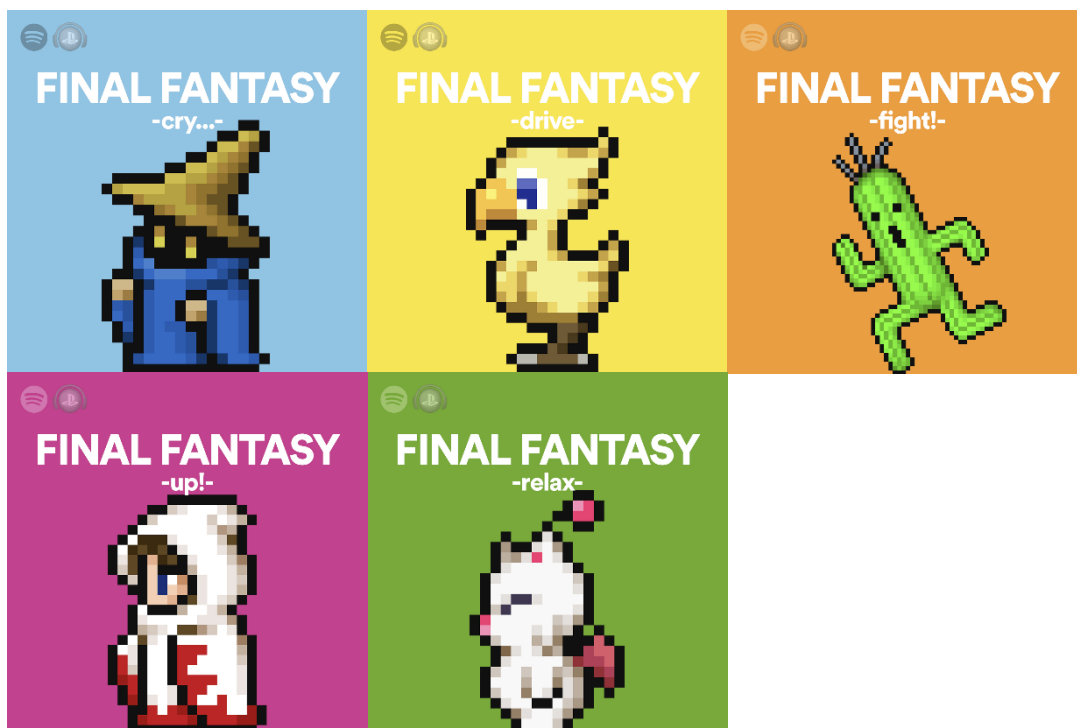 FINAL FANTASY
-cry...-
FINAL FANTASY
-drive-
FINAL FANTASY
-fight!-
FINAL FANTASY
-up!-
FINAL FANTASY
-relax-